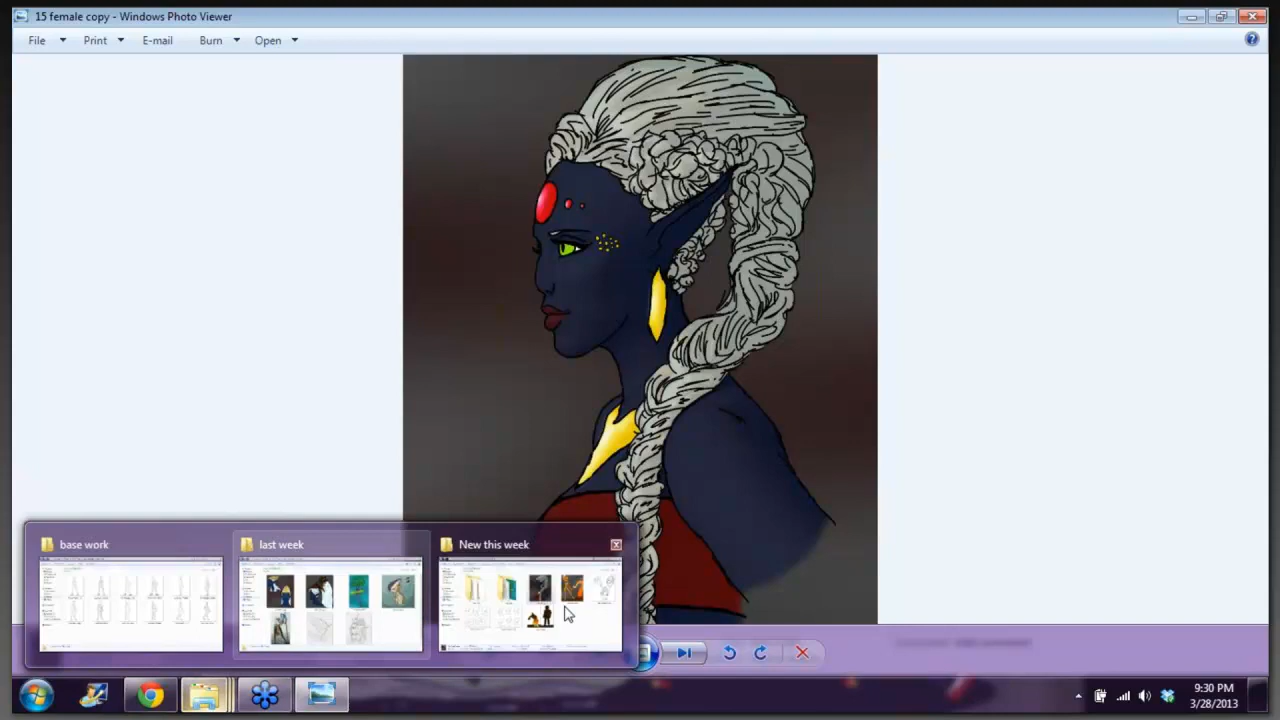 15 female copy - Windows Photo Viewer
File Print E-mail Burn Open
base work last week New this week
9:30 PM
3/28/2013